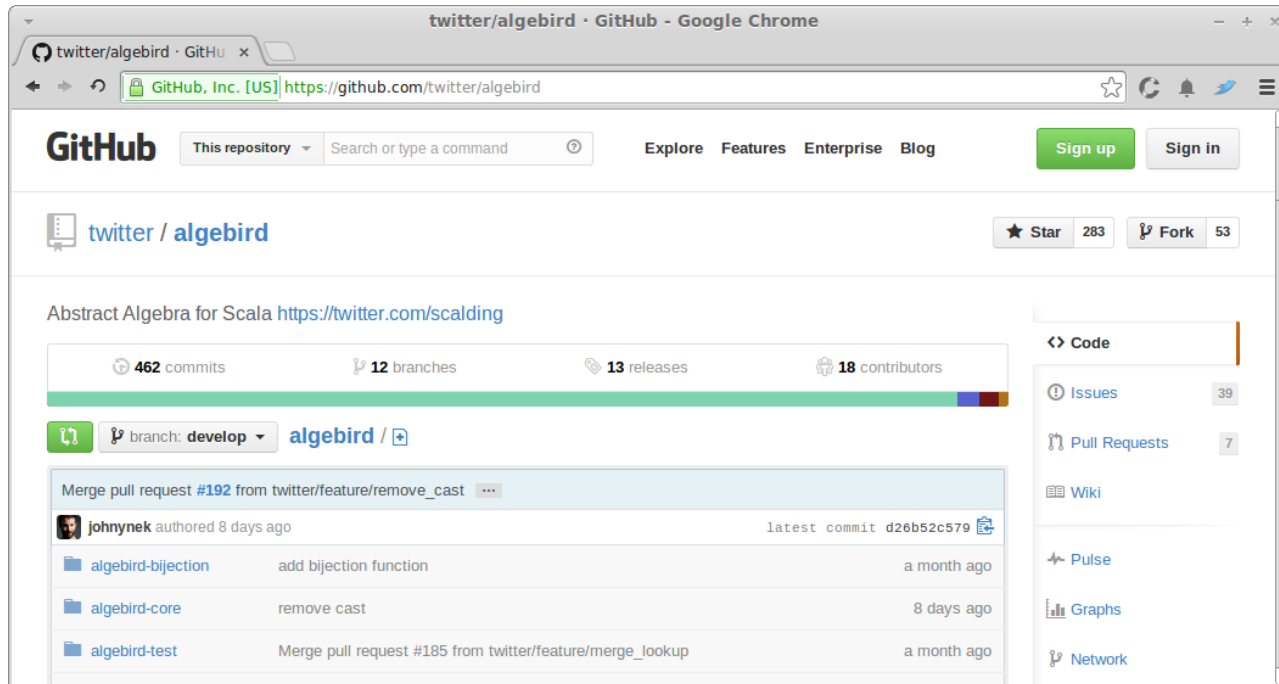 twitter/algebird · GitHub - Google Chrome
twitter/algebird · GitHu
GitHub, Inc. [US] https://github.com/twitter/algebird
GitHub This repository Search or type a command Explore Features Enterprise Blog Sign up Sign in
twitter / algebird Star 283 Fork 53
Abstract Algebra for Scala https://twitter.com/scalding
462 commits 12 branches 13 releases 18 contributors
branch: develop algebird /
Merge pull request #192 from twitter/feature/remove_cast ...
johnynek authored 8 days ago latest commit d26b52c579
algebird-bijection add bijection function a month ago
algebird-core remove cast 8 days ago
algebird-test Merge pull request #185 from twitter/feature/merge_lookup a month ago
Code
Issues 39
Pull Requests 7
Wiki
Pulse
Graphs
Network